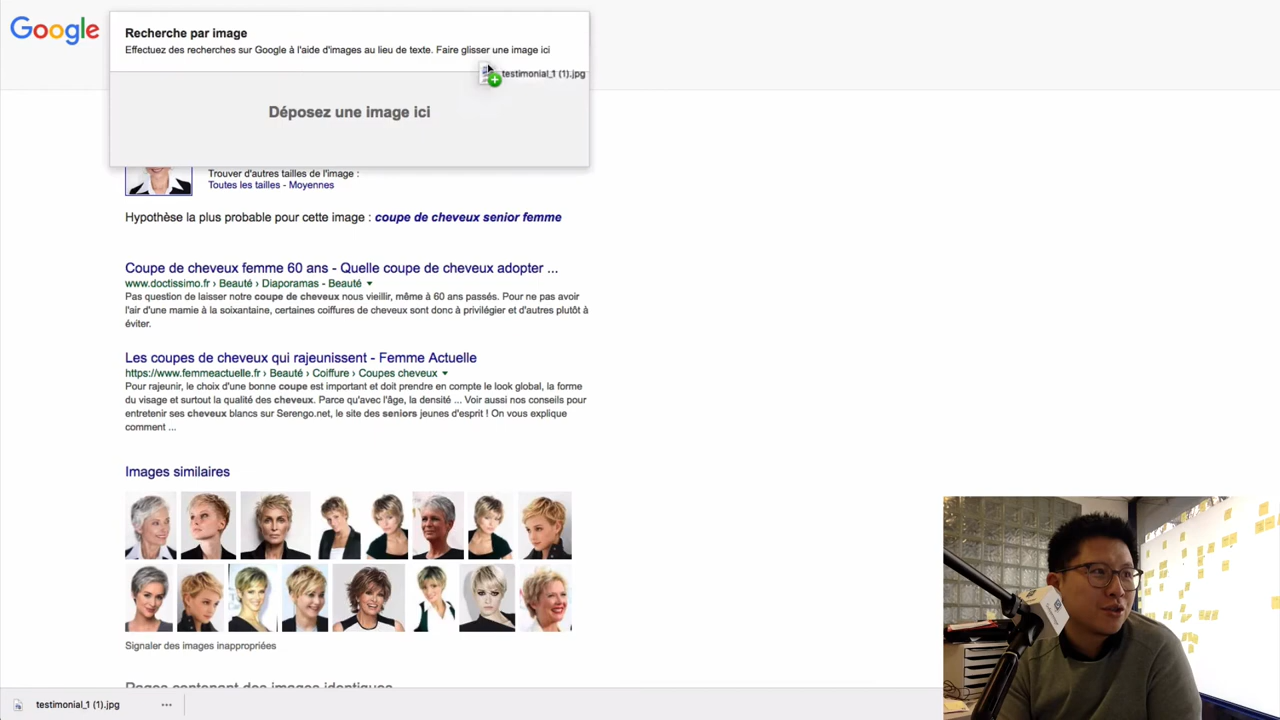 Google
Recherche par image
Effectuez des recherches sur Google à l'aide d'images au lieu de texte. Faire glisser une image ici
testimonial_1 (1).jpg
Déposez une image ici
Trouver d'autres tailles de l'image :
Toutes les tailles - Moyennes
Hypothèse la plus probable pour cette image : coupe de cheveux senior femme
Coupe de cheveux femme 60 ans - Quelle coupe de cheveux adopter ...
www.doctissimo.fr › Beauté › Diaporamas - Beauté
Pas question de laisser notre coupe de cheveux nous vieillir, même à 60 ans passés. Pour ne pas avoir
l'air d'une mamie à la soixantaine, certaines coiffures de cheveux sont donc à privilégier et d'autres plutôt à
éviter.
Les coupes de cheveux qui rajeunissent - Femme Actuelle
https://www.femmeactuelle.fr › Beauté › Coiffure › Coupes cheveux
Pour rajeunir, le choix d'une bonne coupe est important et doit prendre en compte le look global, la forme
du visage et surtout la qualité des cheveux. Parce qu'avec l'âge, la densité ... Voir aussi nos conseils pour
entretenir ses cheveux blancs sur Serengo.net, le site des seniors jeunes d'esprit ! On vous explique
comment ...
Images similaires
Signaler des images inappropriées
Pages contenant des images identiques
testimonial_1 (1).jpg